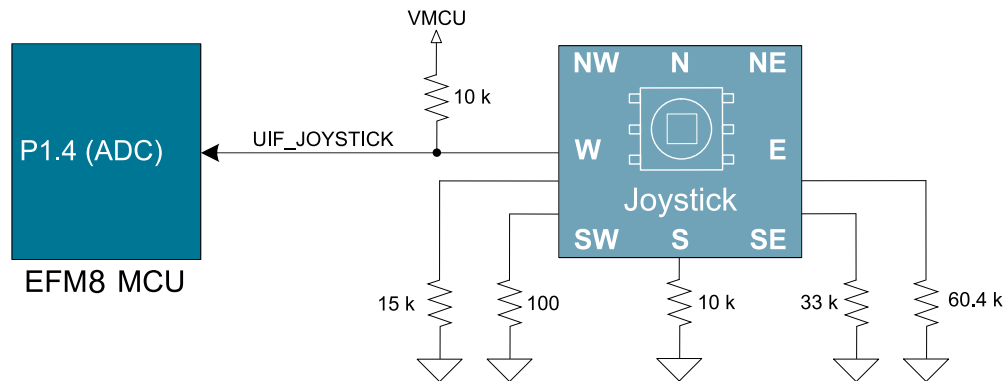 VMCU
NW N NE
10 k
UIF_JOYSTICK
P1.4 (ADC)
W E
Joystick
SW S SE
EFM8 MCU
15 k
100
10 k
33 k
60.4 k